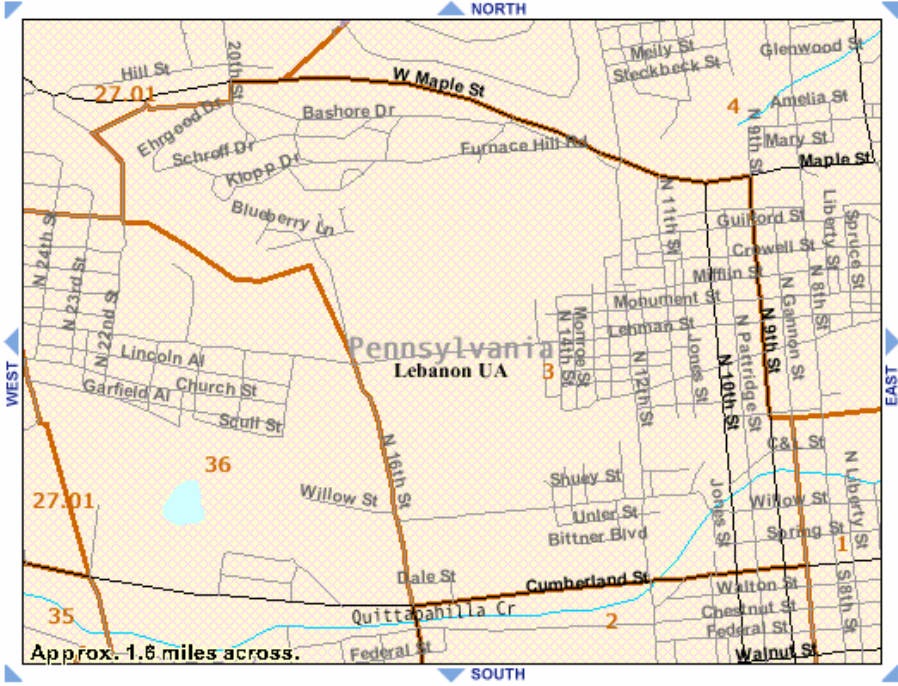 NORTH
Meily St
Glenwood St
20th St
Hill St
Steckbeck St
W Maple St
27.01
Amelia St
4
Bashore Dr
Ehrgood Dr
N 9th St
Mary St
Furnace Hill Rd
Schroff Dr
Maple St
Klopp Dr
N 11th St
Blueberry Ln
Guilford St
Liberty St
Spruce St
N 24th St
Crowell St
Mifflin St
N 23rd St
N 8th St
Monument St
N Gannon St
N 22nd St
Lehman St
N 9th St
Monroe St
N 14th St
Pennsylvania
Lincoln Al
Lebanon UA
3
N 12th St
Jones St
N 10th St
N Partridge St
WEST
EAST
Garfield Al
Church St
Scull St
C&L St
N 16th St
36
N Liberty St
Shuey St
27.01
Willow St
Jones St
Willow St
Unler St
Bittner Blvd
Spring St
1
Dale St
Cumberland St
Walton St
S 8th St
35
Quittapahilla Cr
2
Chestnut St
Federal St
Approx. 1.6 miles across.
Federal St
Walnut St
SOUTH